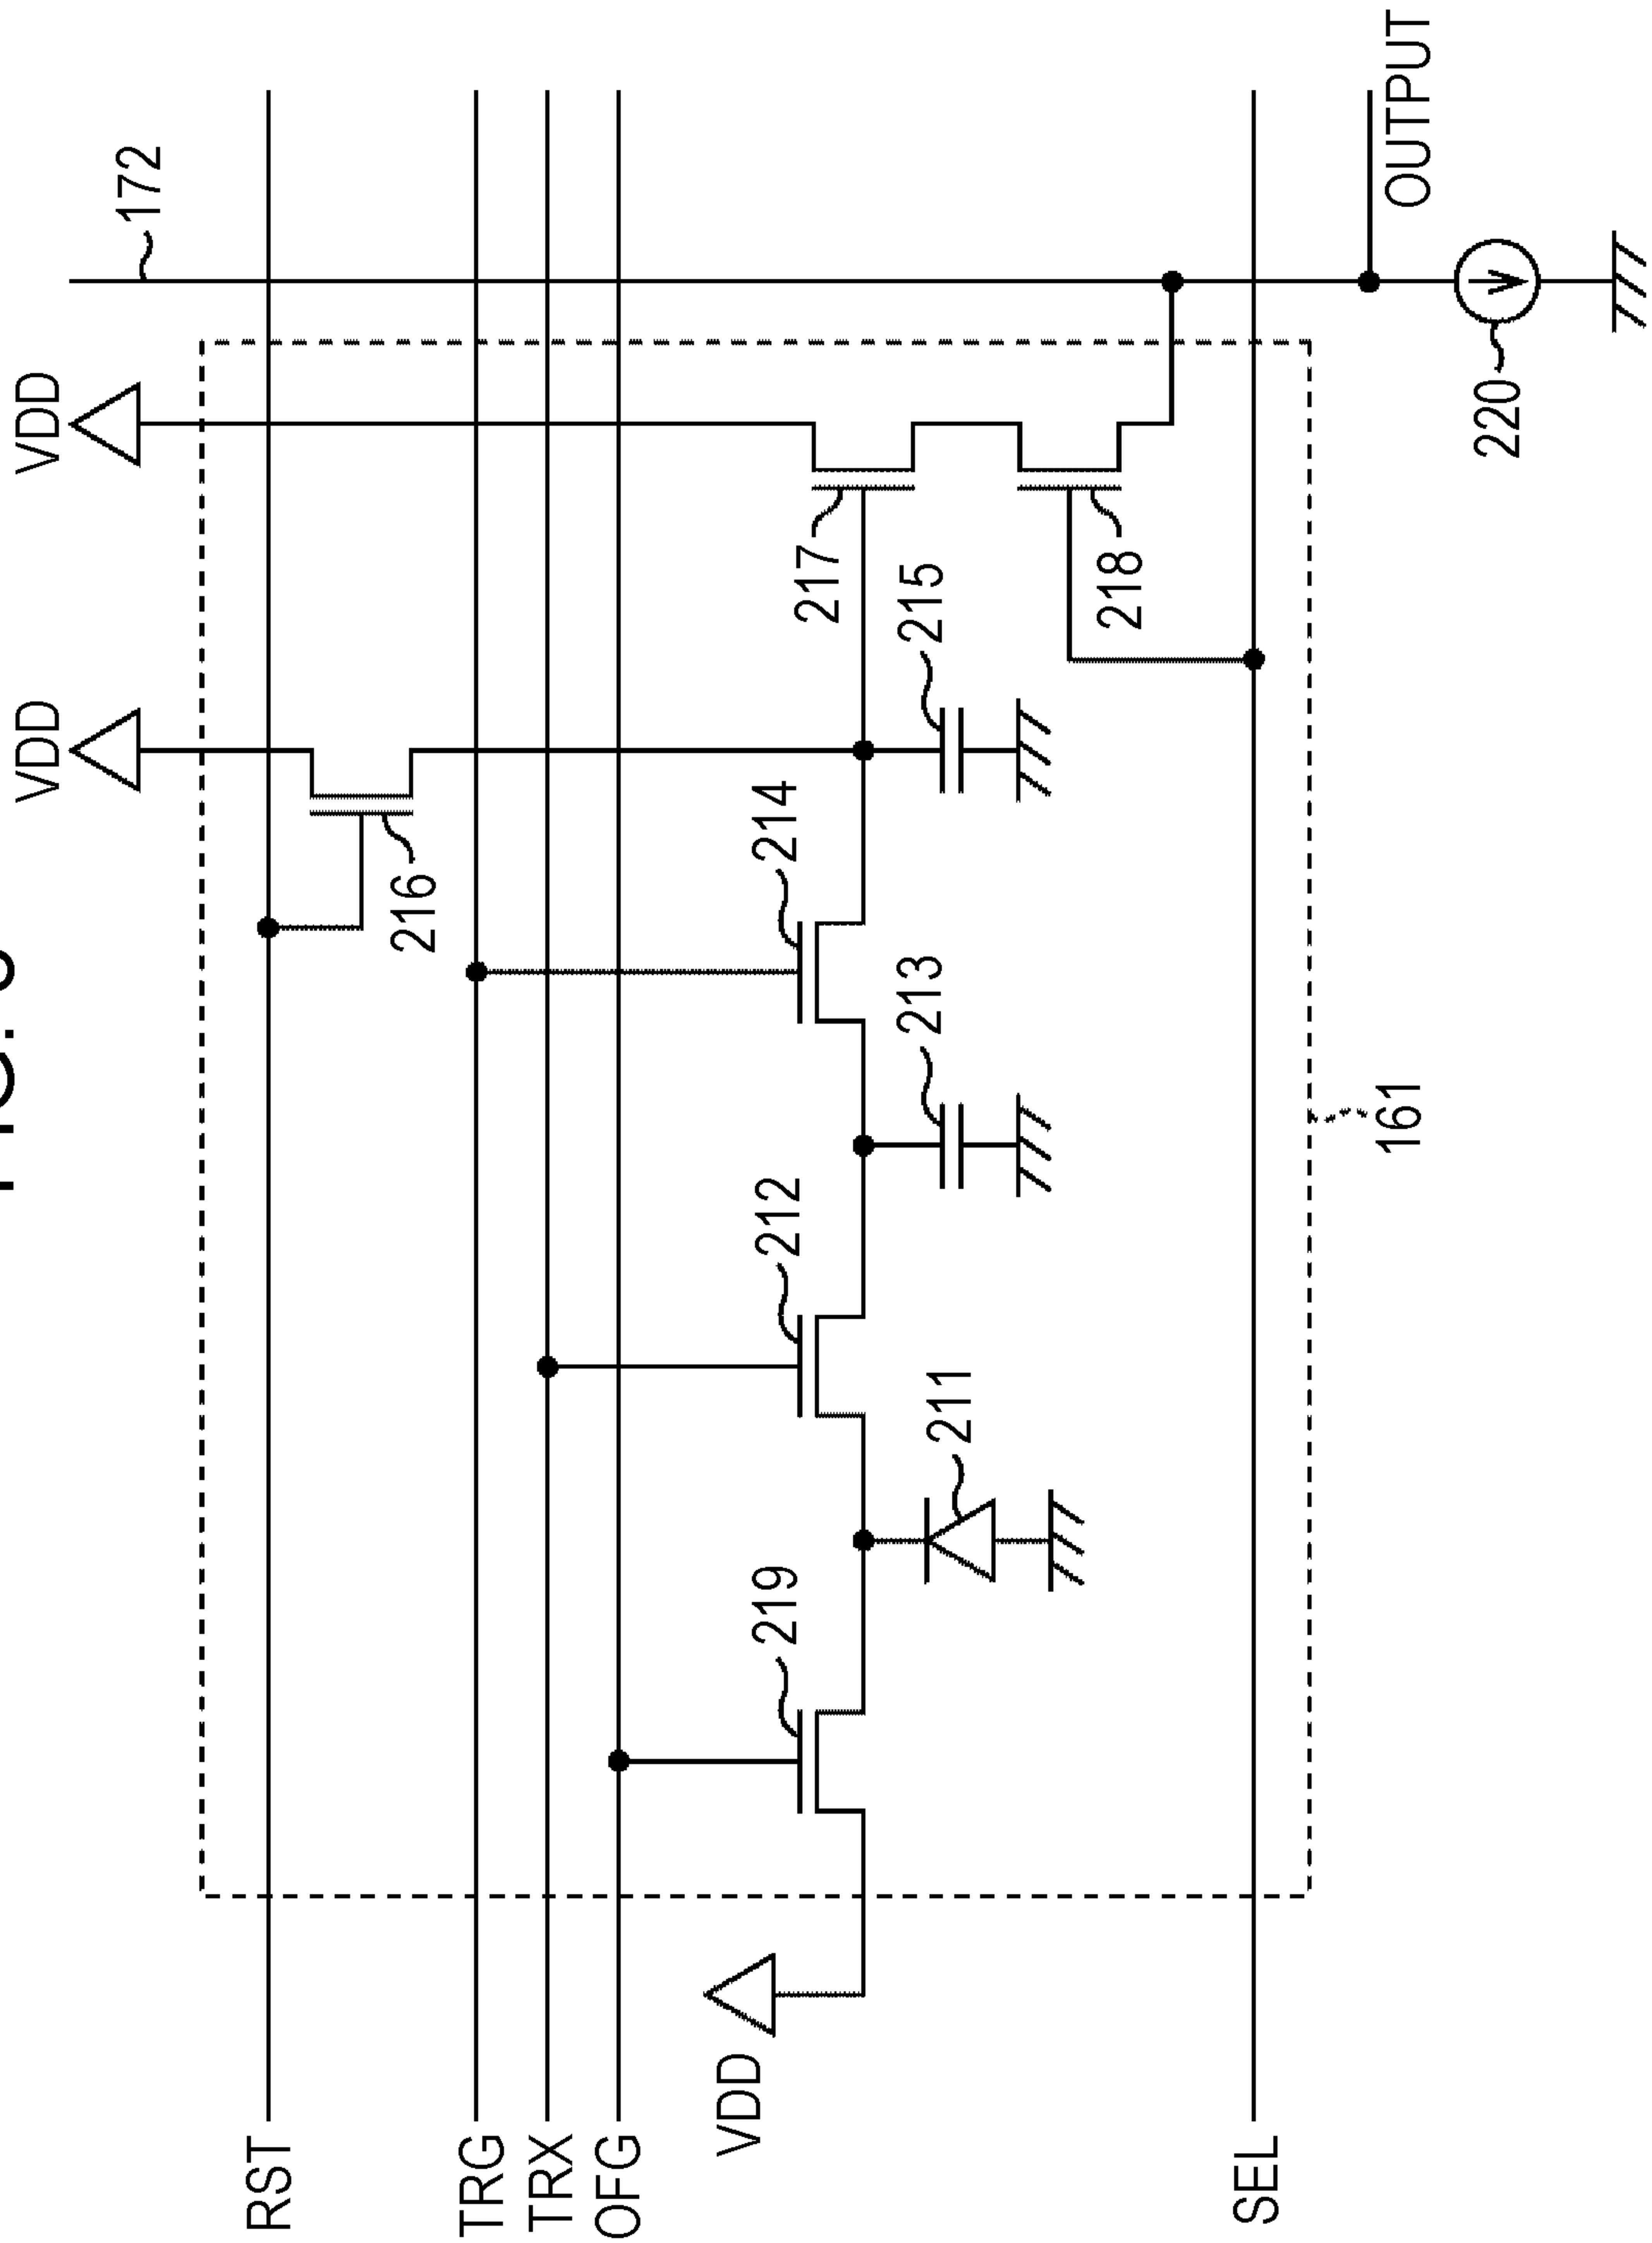 FIG.
VDD
VDD
172
RST
216
TRG
TRX
OFG
VDD
219
212
214
217
211
213
215
218
SEL
161
OUTPUT
220